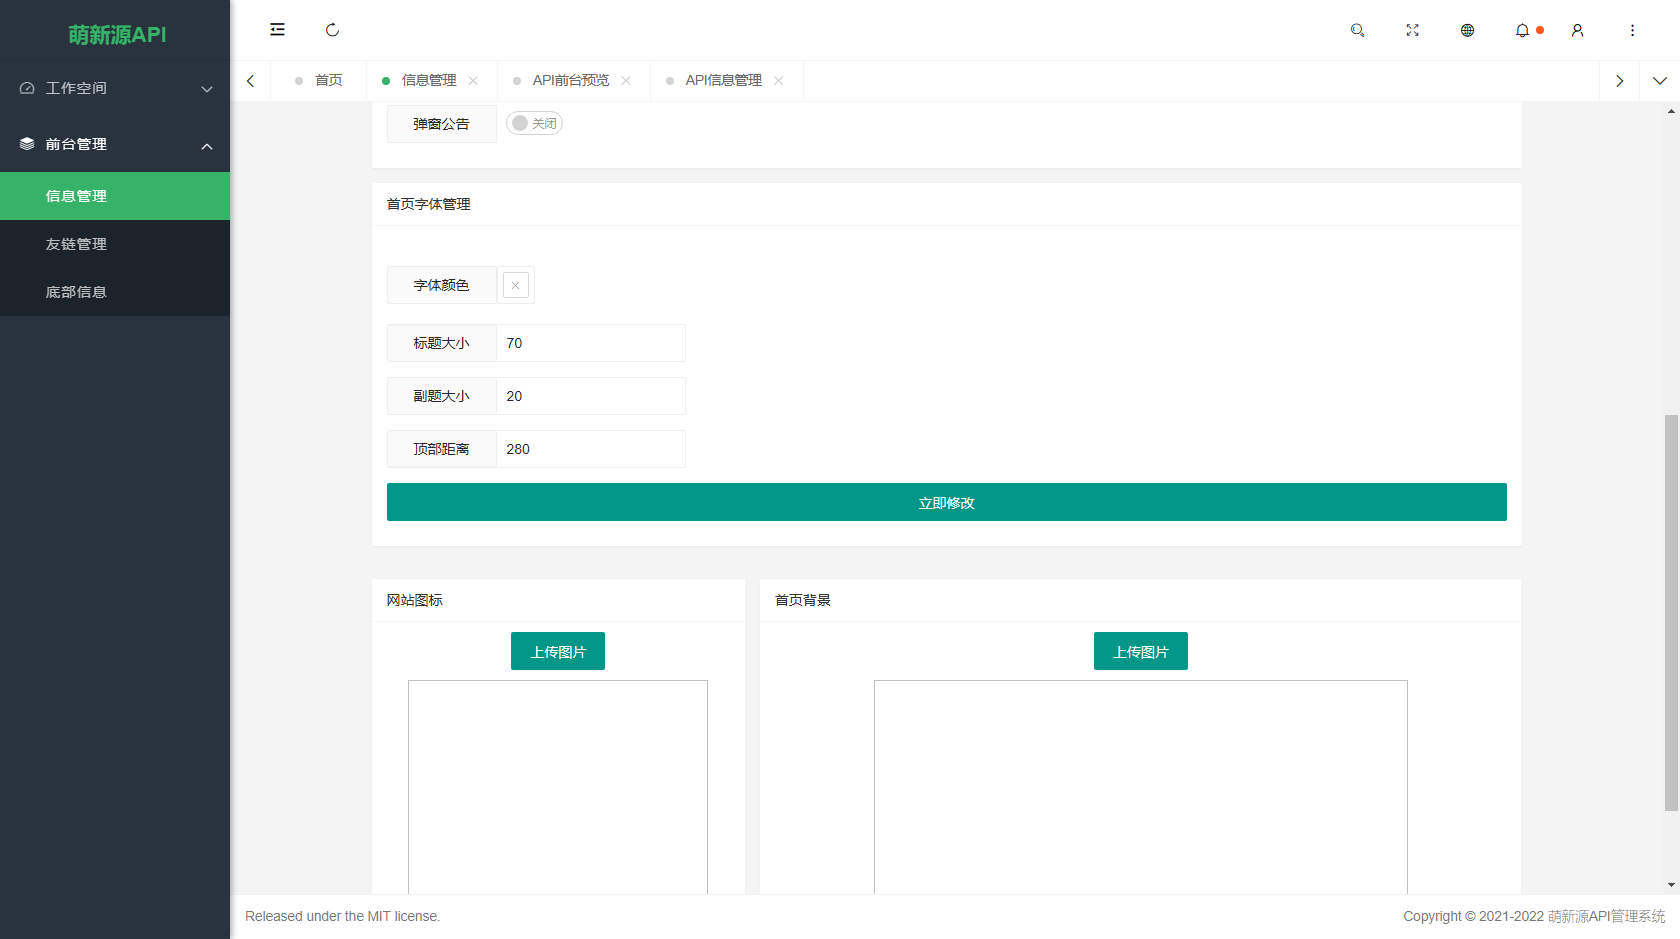 萌新源API
工作空间
前台管理
信息管理
友链管理
底部信息
首页
信息管理
API前台预览
API信息管理
弹窗公告
关闭
首页字体管理
字体颜色
标题大小
70
副题大小
20
顶部距离
280
立即修改
网站图标
上传图片
首页背景
上传图片
Released under the MIT license.
Copyright © 2021-2022 萌新源API管理系统